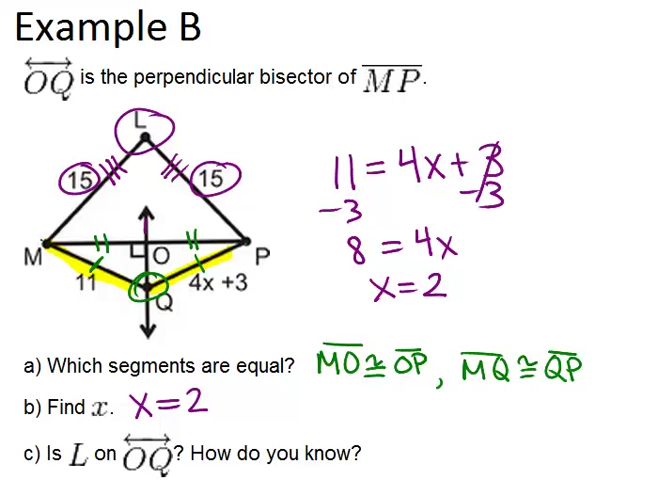 Example B
OQ is the perpendicular bisector of MP.
L
15 15
M O P
11 Q 4x +3
11 = 4x + 3
-3 -3
8 = 4x
x = 2
a) Which segments are equal? MO ≅ OP, MQ ≅ QP
b) Find x. x = 2
c) Is L on OQ? How do you know?